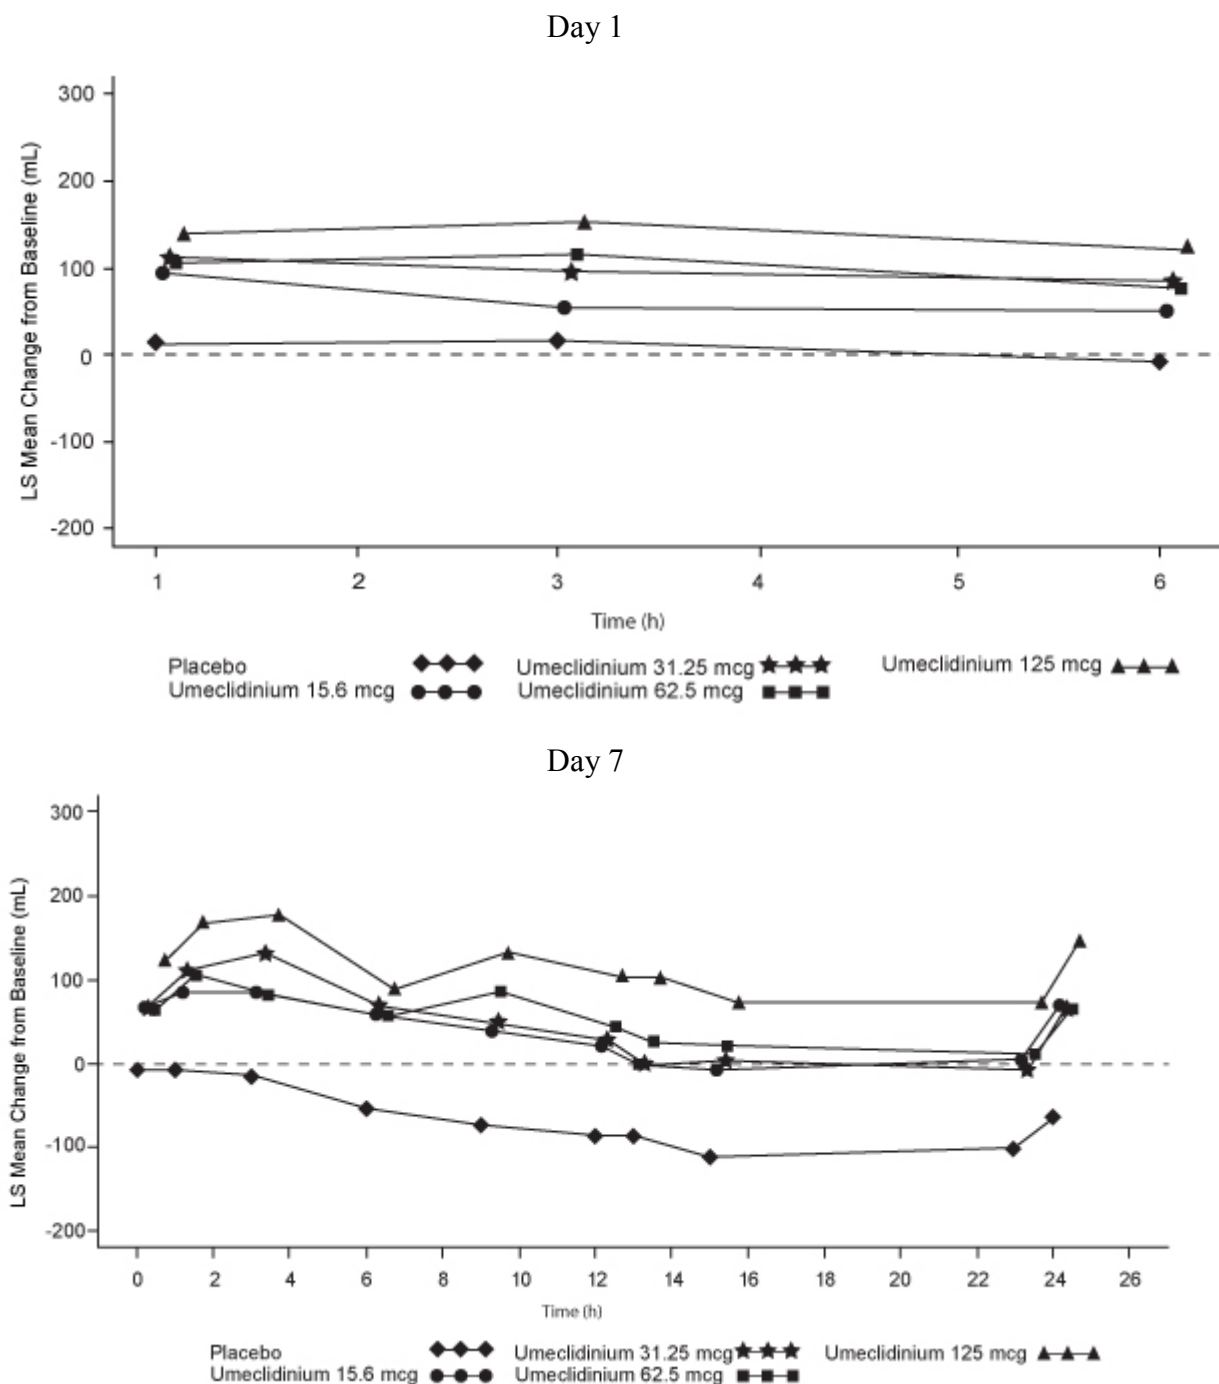 Day 1
300
200
100
0
-100
-200
LS Mean Change from Baseline (mL)
1 2 3 4 5 6
Time (h)
Placebo Umeclidinium 31.25 mcg Umeclidinium 125 mcg
Umeclidinium 15.6 mcg Umeclidinium 62.5 mcg
Day 7
300
200
100
0
-100
-200
LS Mean Change from Baseline (mL)
0 2 4 6 8 10 12 14 16 18 20 22 24 26
Time (h)
Placebo Umeclidinium 31.25 mcg Umeclidinium 125 mcg
Umeclidinium 15.6 mcg Umeclidinium 62.5 mcg